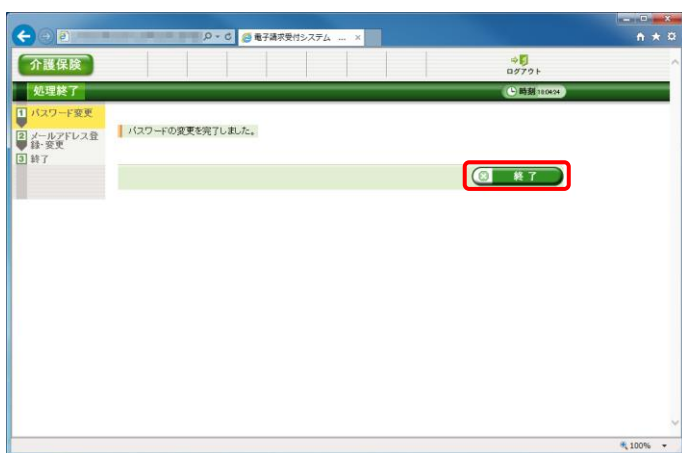 電子請求受付システム ... ×
介護保険
ログアウト
処理終了
時刻 18:04:24
1 パスワード変更
2 メールアドレス登
録・変更
3 終了
パスワードの変更を完了しました。
終了
100%